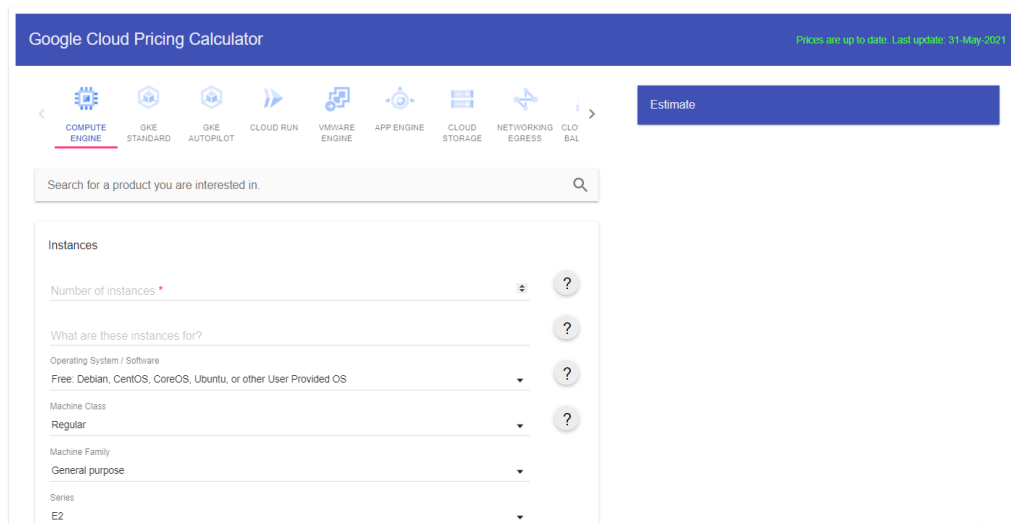 Google Cloud Pricing Calculator
Prices are up to date. Last update: 31-May-2021
COMPUTE ENGINE
GKE STANDARD
GKE AUTOPILOT
CLOUD RUN
VMWARE ENGINE
APP ENGINE
CLOUD STORAGE
NETWORKING EGRESS
CLO
BAL
Estimate
Search for a product you are interested in.
Instances
Number of instances *
?
What are these instances for?
?
Operating System / Software
Free: Debian, CentOS, CoreOS, Ubuntu, or other User Provided OS
?
Machine Class
Regular
?
Machine Family
General purpose
Series
E2